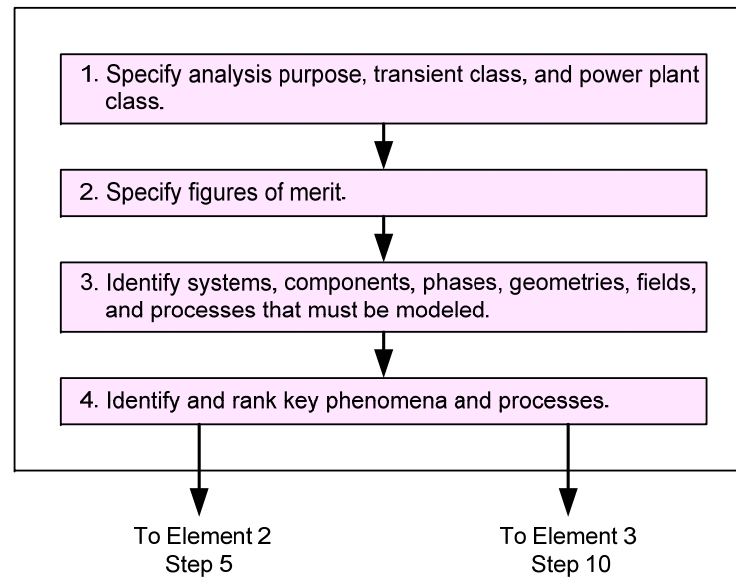 1. Specify analysis purpose, transient class, and power plant
class.
2. Specify figures of merit.
3. Identify systems, components, phases, geometries, fields,
and processes that must be modeled.
4. Identify and rank key phenomena and processes.
To Element 2
Step 5
To Element 3
Step 10